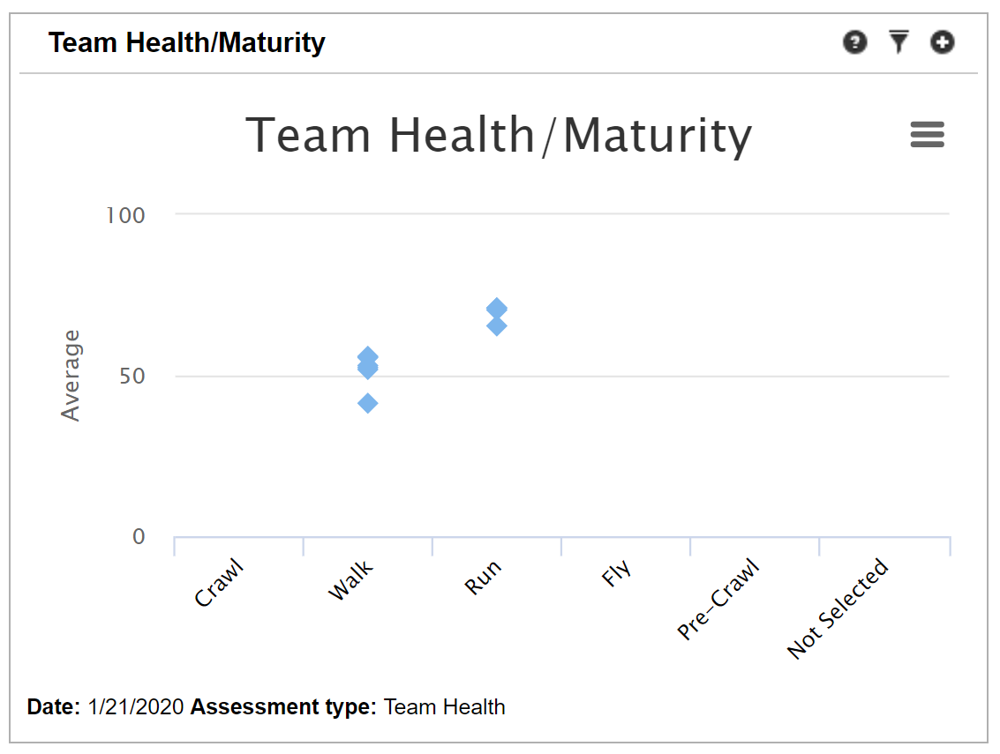 Team Health/Maturity
Team Health/Maturity
100
50
0
Average
Crawl
Walk
Run
Fly
Pre-Crawl
Not Selected
Date: 1/21/2020 Assessment type: Team Health